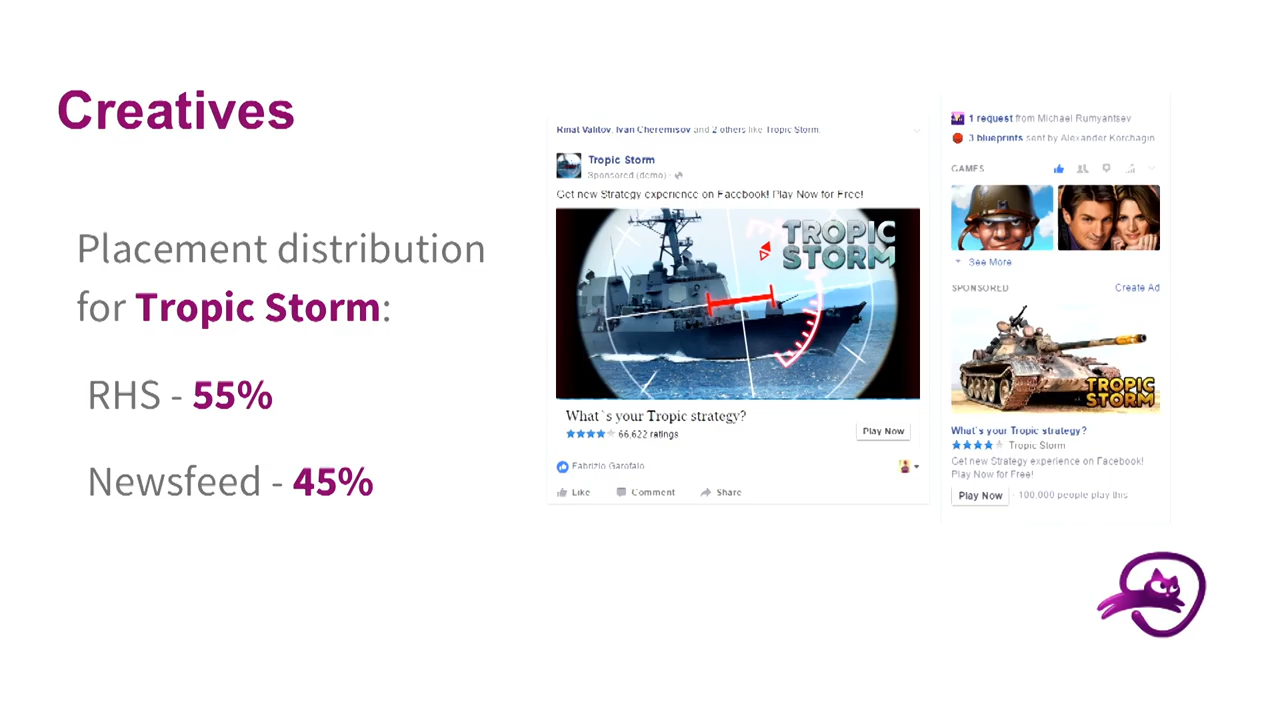 Creatives
Placement distribution
for Tropic Storm:
RHS - 55%
Newsfeed - 45%
Rinat Valitov, Ivan Cheremisov and 2 others like Tropic Storm.
Tropic Storm
Sponsored (demo) ·
Get new Strategy experience on Facebook! Play Now for Free!
TROPIC
STORM
What`s your Tropic strategy?
66,622 ratings
Play Now
Fabrizio Garofalo
Like Comment Share
1 request from Michael Rumyantsev
3 blueprints sent by Alexander Korchagin
GAMES
See More
SPONSORED Create Ad
TROPIC
STORM
What`s your Tropic strategy?
Tropic Storm
Get new Strategy experience on Facebook!
Play Now for Free!
Play Now · 100,000 people play this